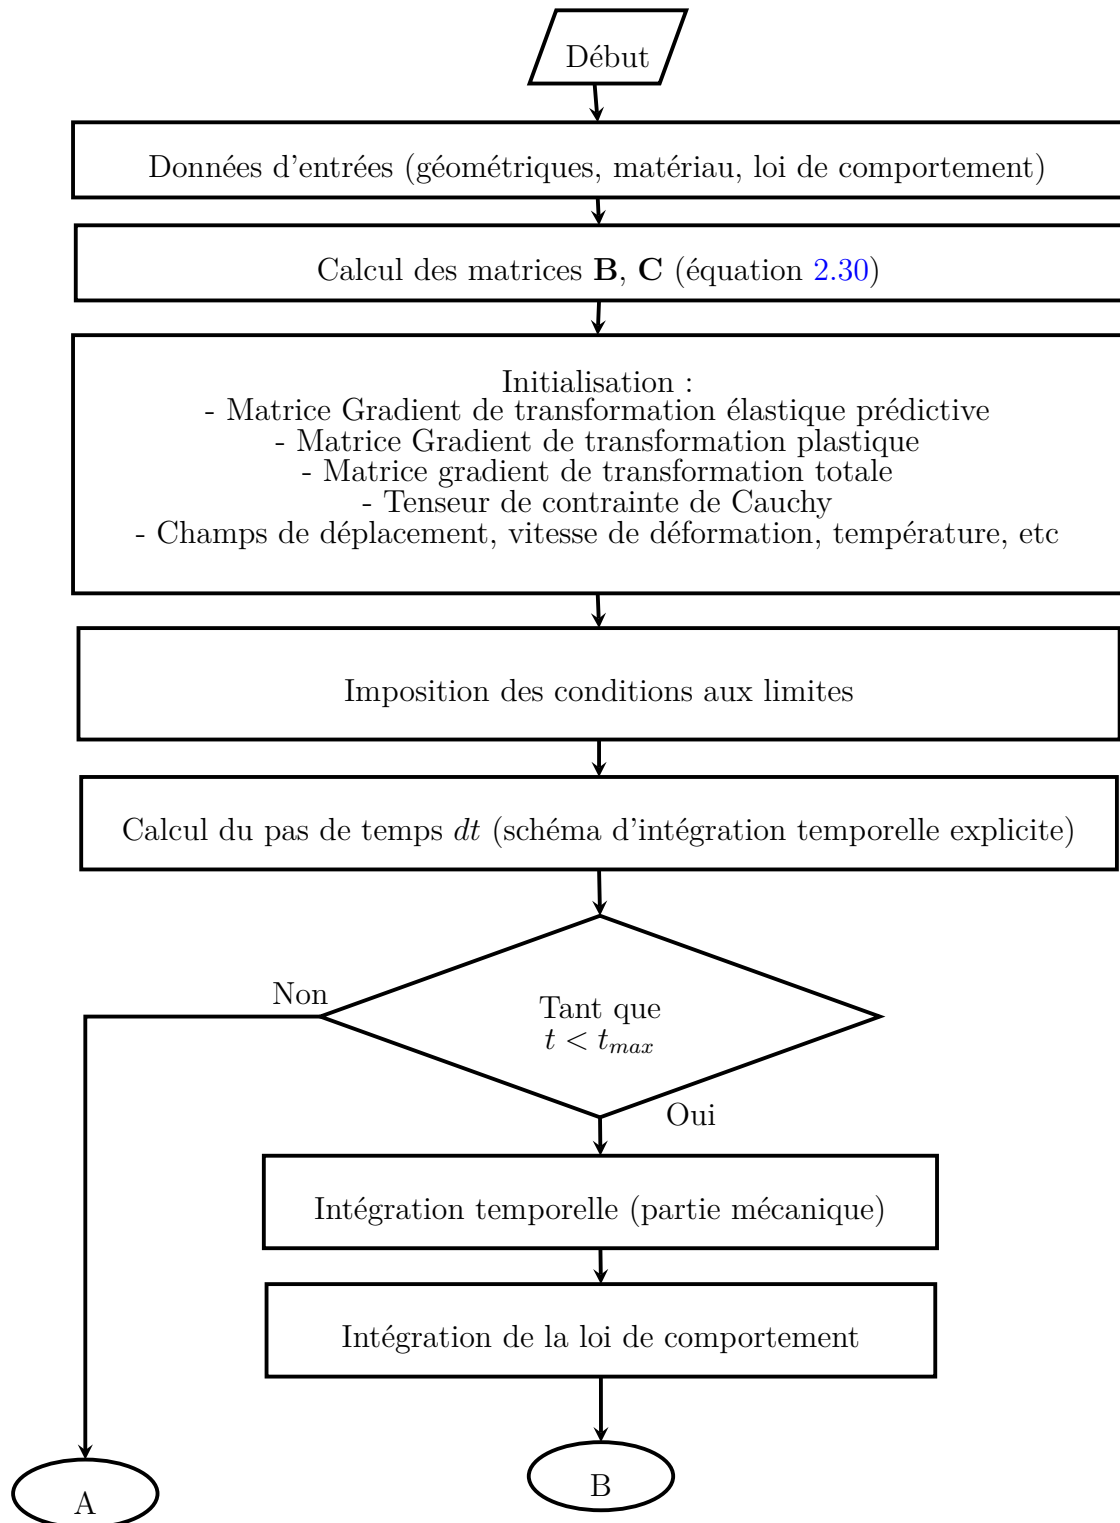 Début
Données d'entrées (géométriques, matériau, loi de comportement)
Calcul des matrices B, C (équation 2.30)
Initialisation :
- Matrice Gradient de transformation élastique prédictive
- Matrice Gradient de transformation plastique
- Matrice gradient de transformation totale
- Tenseur de contrainte de Cauchy
- Champs de déplacement, vitesse de déformation, température, etc
Imposition des conditions aux limites
Calcul du pas de temps dt (schéma d'intégration temporelle explicite)
Non
Tant que
t < t_max
Oui
Intégration temporelle (partie mécanique)
Intégration de la loi de comportement
A
B